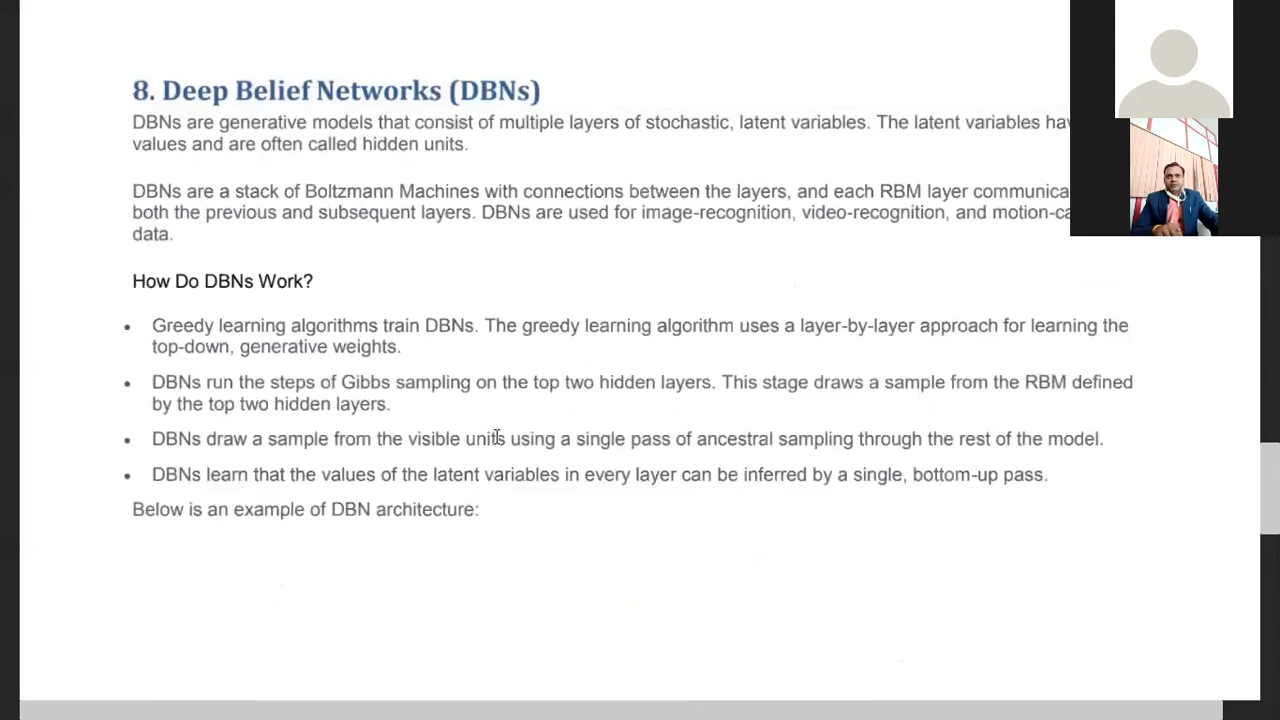 8. Deep Belief Networks (DBNs)
DBNs are generative models that consist of multiple layers of stochastic, latent variables. The latent variables
values and are often called hidden units.
DBNs are a stack of Boltzmann Machines with connections between the layers, and each RBM layer
both the previous and subsequent layers. DBNs are used for image-recognition, video-recognition, and
data.
How Do DBNs Work?
• Greedy learning algorithms train DBNs. The greedy learning algorithm uses a layer-by-layer approach for learning the
top-down, generative weights.
• DBNs run the steps of Gibbs sampling on the top two hidden layers. This stage draws a sample from the RBM defined
by the top two hidden layers.
• DBNs draw a sample from the visible units using a single pass of ancestral sampling through the rest of the model.
• DBNs learn that the values of the latent variables in every layer can be inferred by a single, bottom-up pass.
Below is an example of DBN architecture: